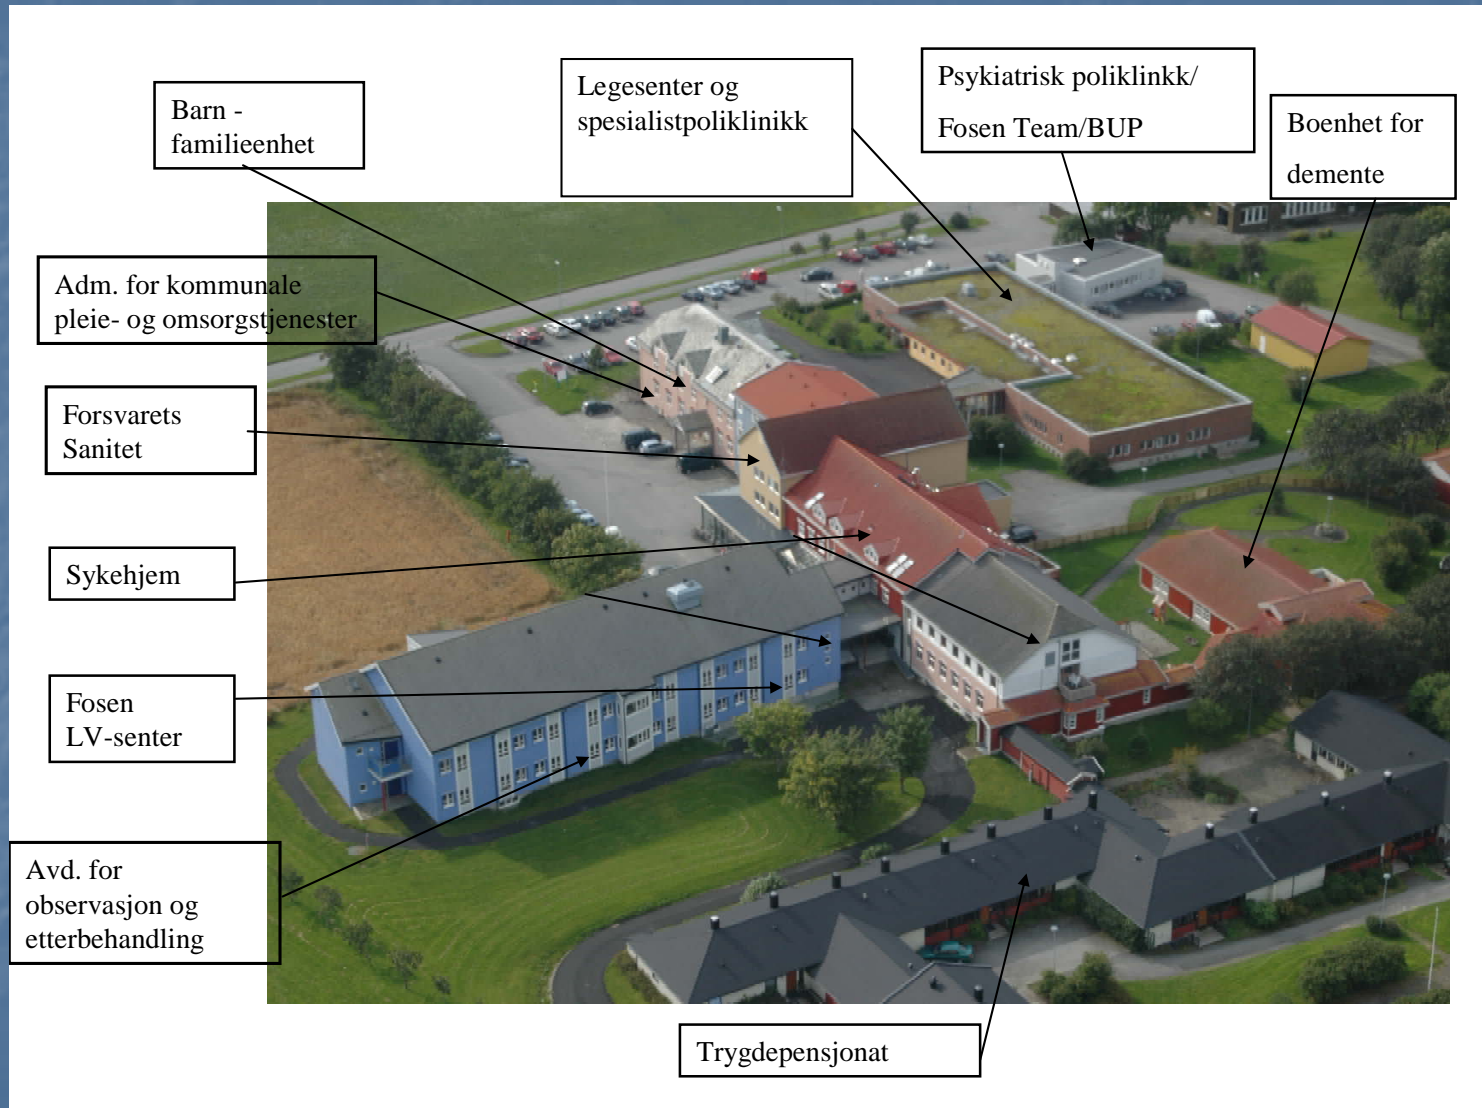 Barn -
familieenhet
Legesenter og
spesialistpoliklinikk
Psykiatrisk poliklinkk/
Fosen Team/BUP
Boenhet for
demente
Adm. for kommunale
pleie- og omsorgstjenester
Forsvarets
Sanitet
Sykehjem
Fosen
LV-senter
Avd. for
observasjon og
etterbehandling
Trygdepensjonat